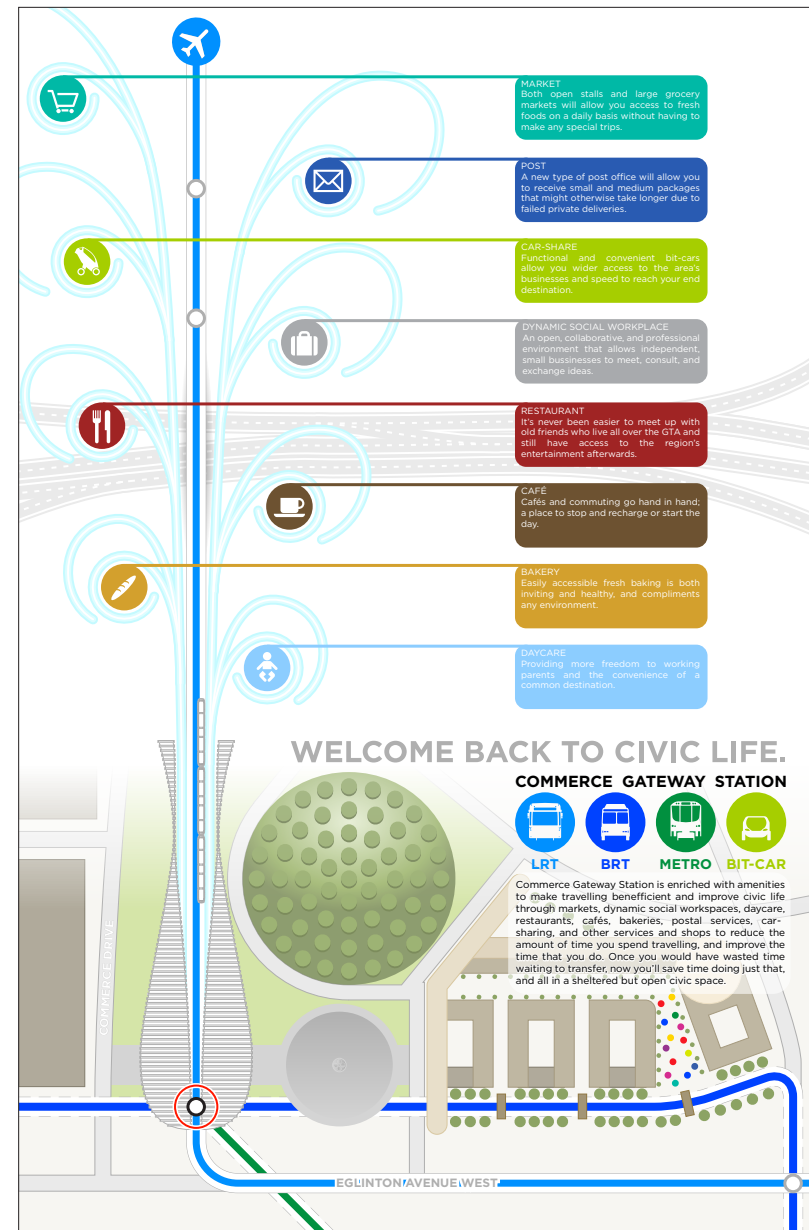 MARKET
Both open stalls and large grocery
markets will allow you access to fresh
foods on a daily basis without having to
make any special trips.
POST
A new type of post office will allow you
to receive small and medium packages
that might otherwise take longer due to
failed private deliveries.
CAR-SHARE
Functional and convenient bit-cars
allow you wider access to the area's
businesses and speed to reach your end
destination.
DYNAMIC SOCIAL WORKPLACE
An open, collaborative, and professional
environment that allows independent,
small bussinesses to meet, consult, and
exchange ideas.
RESTAURANT
It's never been easier to meet up with
old friends who live all over the GTA and
still have access to the region's
entertainment afterwards.
CAFÉ
Cafés and commuting go hand in hand;
a place to stop and recharge or start the
day.
BAKERY
Easily accessible fresh baking is both
inviting and healthy, and compliments
any environment.
DAYCARE
Providing more freedom to working
parents and the convenience of a
common destination.
WELCOME BACK TO CIVIC LIFE.
COMMERCE GATEWAY STATION
LRT BRT METRO BIT-CAR
Commerce Gateway Station is enriched with amenities
to make travelling benefficient and improve civic life
through markets, dynamic social workspaces, daycare,
restaurants, cafés, bakeries, postal services, car-
sharing, and other services and shops to reduce the
amount of time you spend travelling, and improve the
time that you do. Once you would have wasted time
waiting to transfer, now you'll save time doing just that,
and all in a sheltered but open civic space.
COMMERCE DRIVE
EGLINTON AVENUE WEST